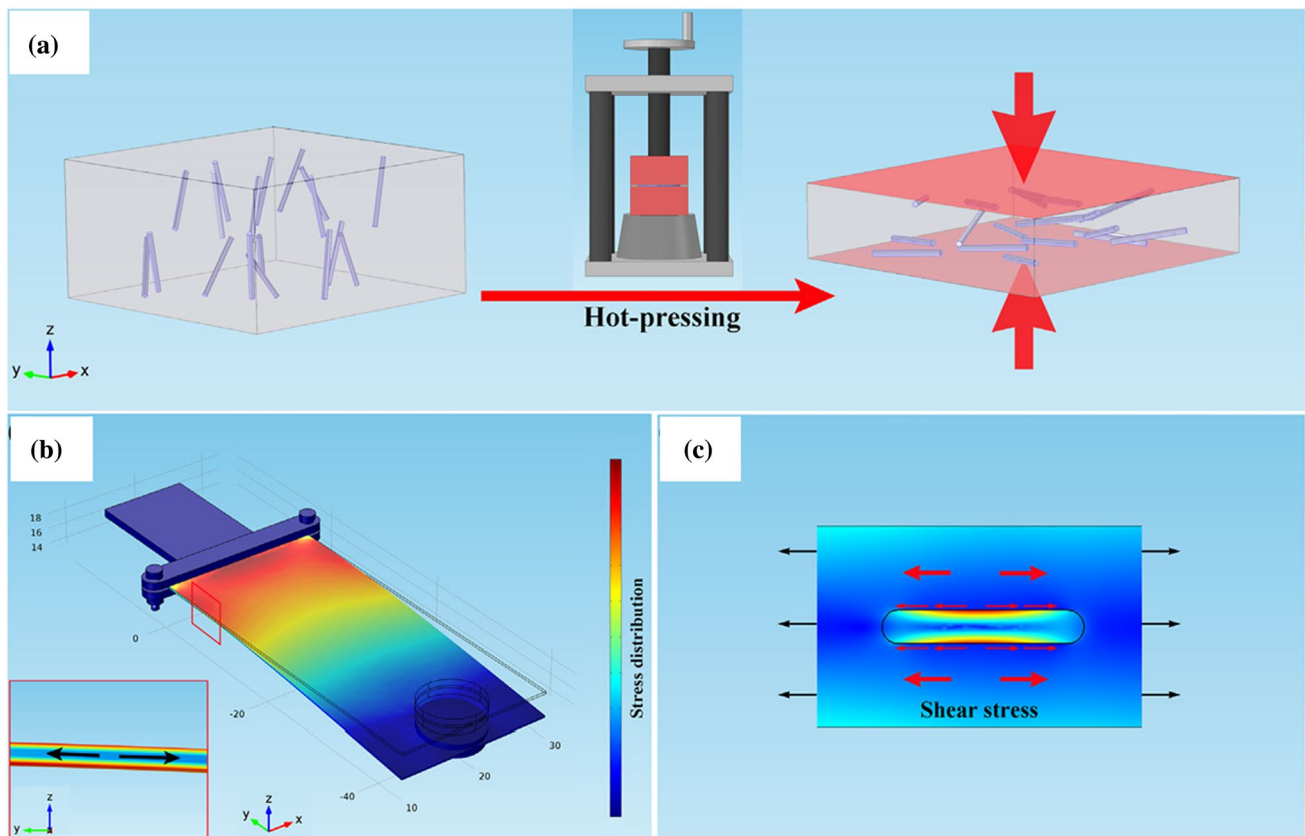 (a)
z
y
x
Hot-pressing
(b)
18
16
14
0
-20
-40
10
20
30
Stress distribution
z
y
z
y
x
(c)
Shear stress